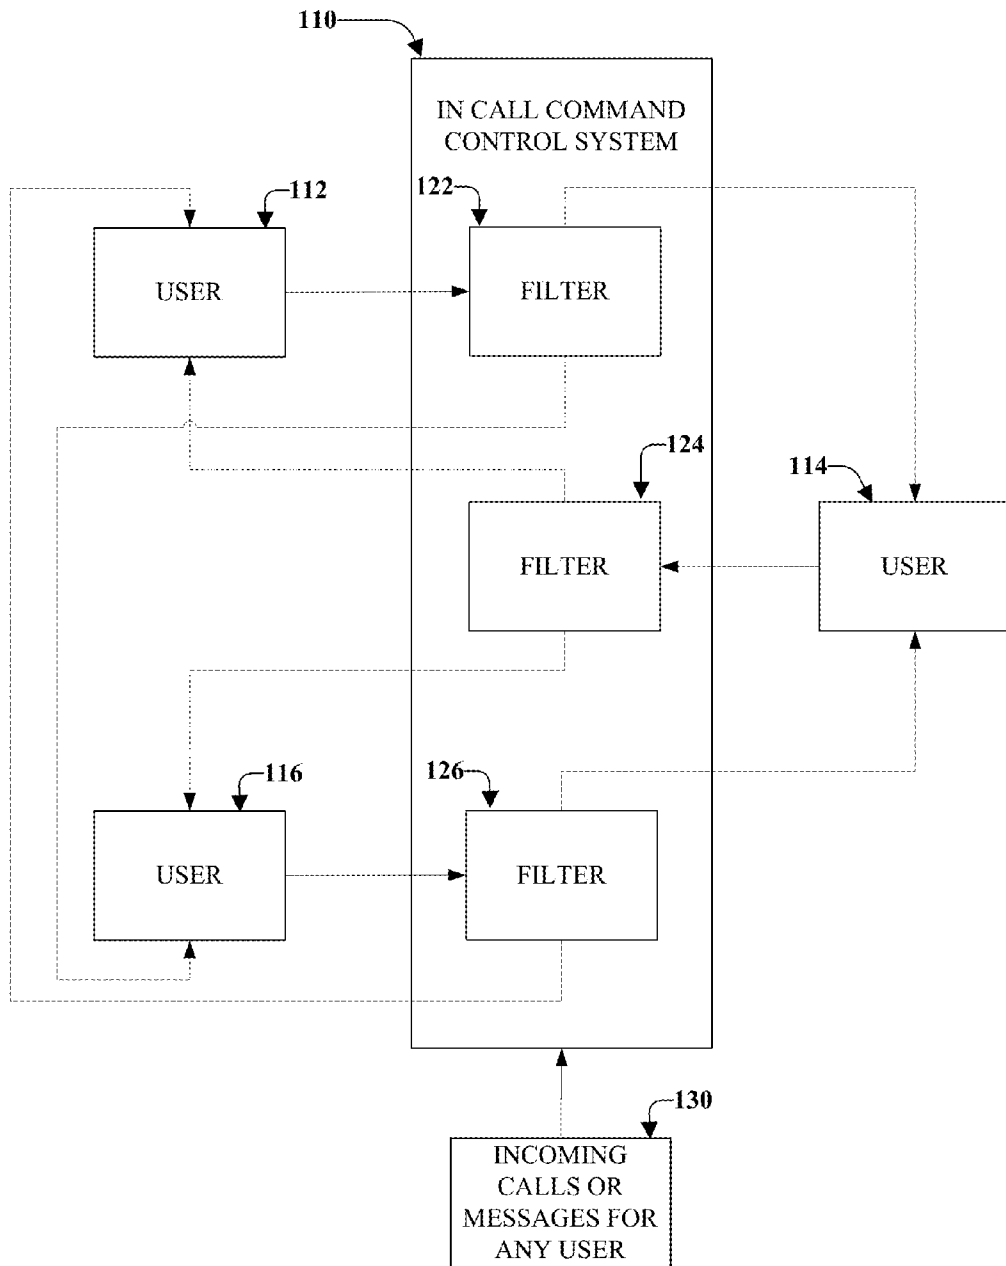 110
IN CALL COMMAND
CONTROL SYSTEM
112
122
USER
FILTER
124
114
FILTER
USER
116
126
USER
FILTER
130
INCOMING
CALLS OR
MESSAGES FOR
ANY USER